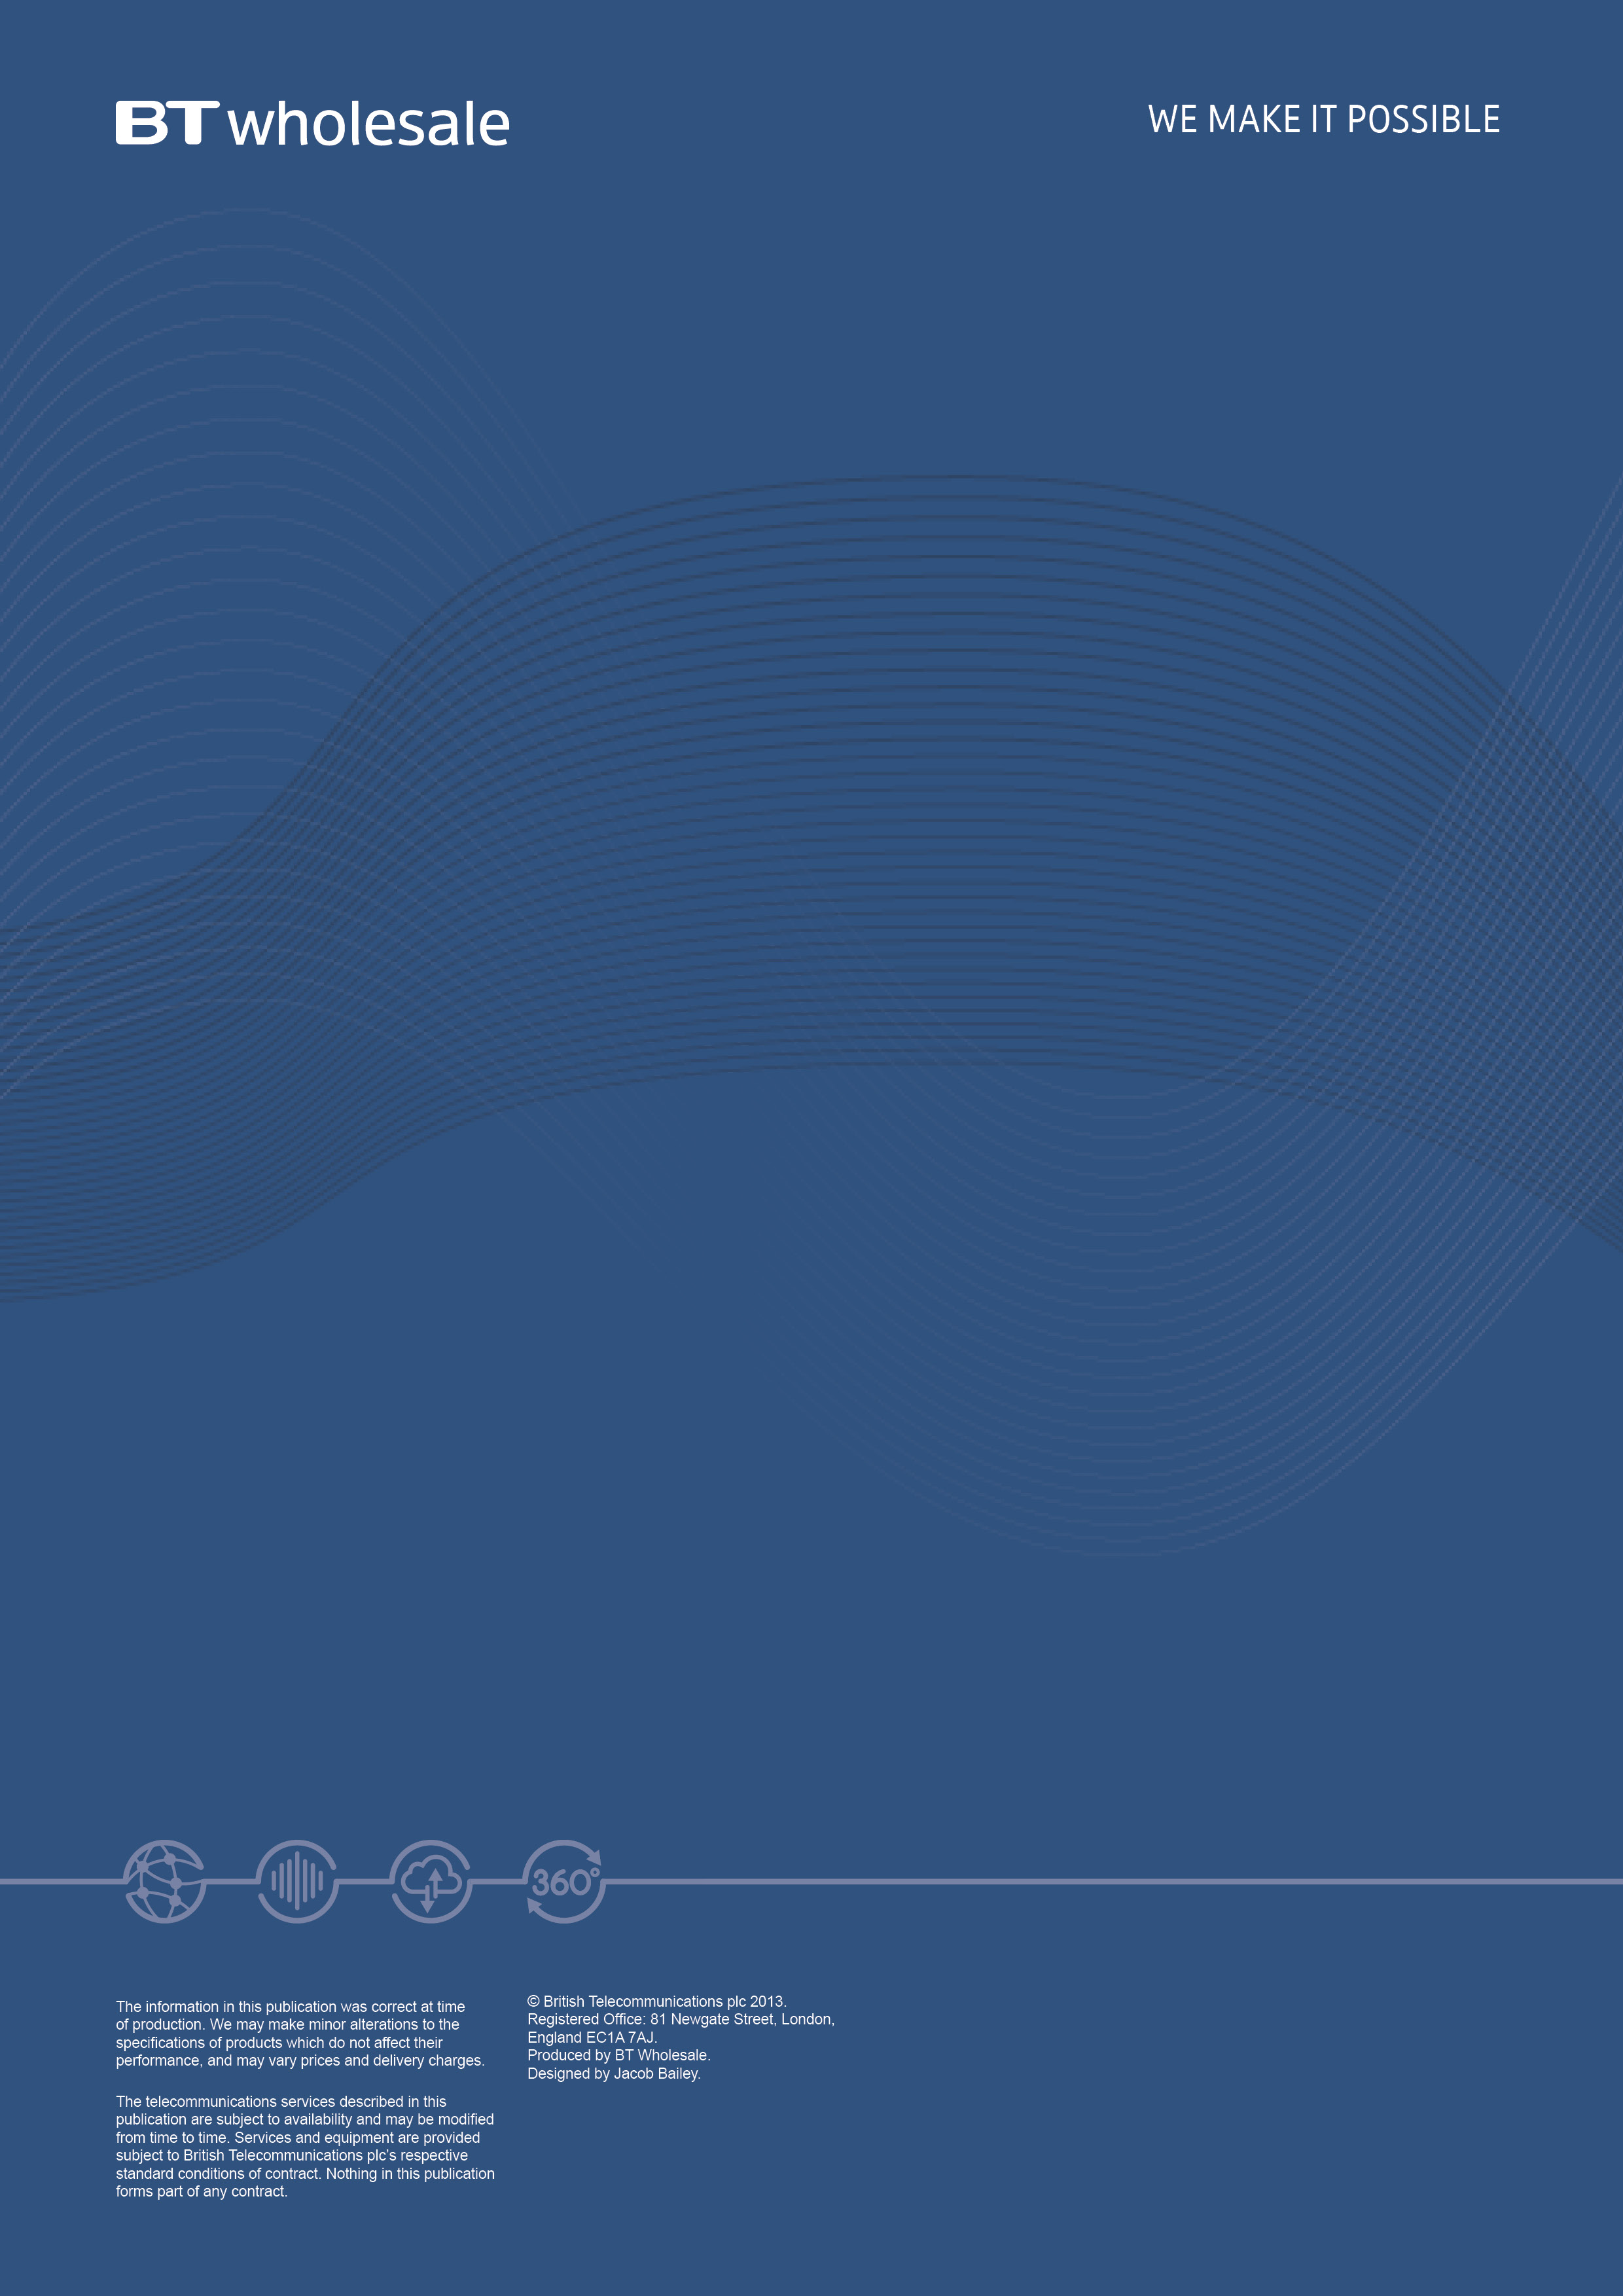 BT wholesale
WE MAKE IT POSSIBLE
360°
The information in this publication was correct at time
of production. We may make minor alterations to the
specifications of products which do not affect their
performance, and may vary prices and delivery charges.
The telecommunications services described in this
publication are subject to availability and may be modified
from time to time. Services and equipment are provided
subject to British Telecommunications plc’s respective
standard conditions of contract. Nothing in this publication
forms part of any contract.
© British Telecommunications plc 2013.
Registered Office: 81 Newgate Street, London,
England EC1A 7AJ.
Produced by BT Wholesale.
Designed by Jacob Bailey.